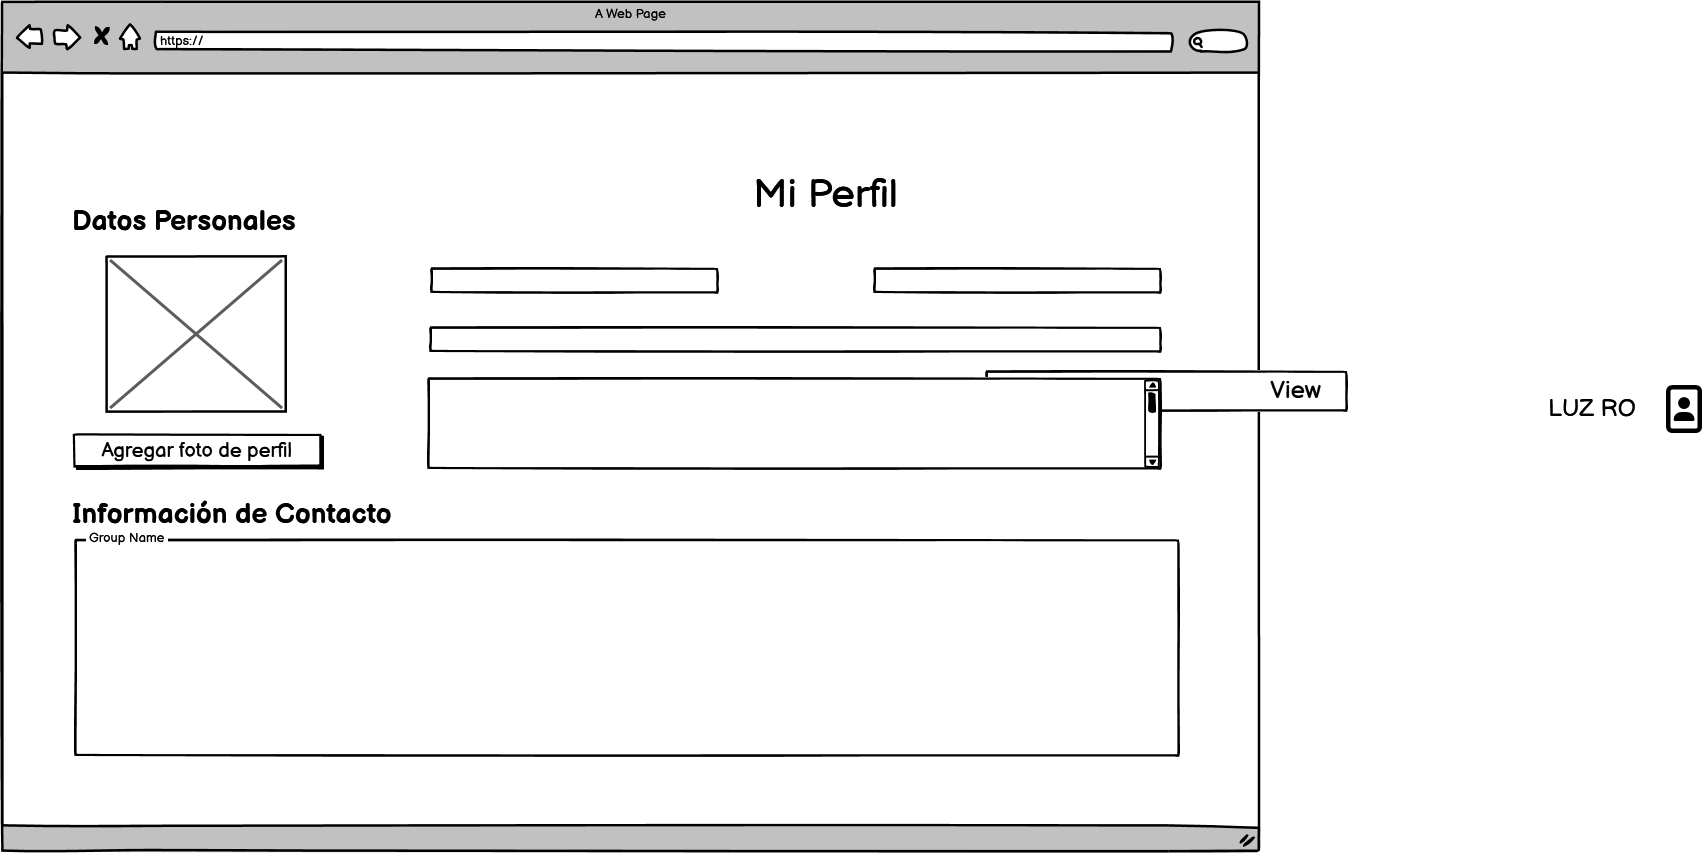 A Web Page
https://
Mi Perfil
Datos Personales
View
LUZ RO
Agregar foto de perfil
Información de Contacto
Group Name